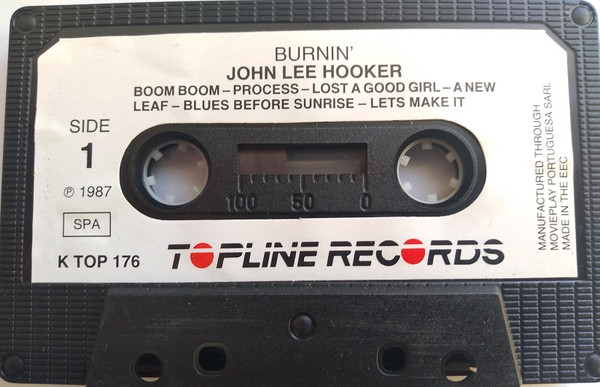 BURNIN'
JOHN LEE HOOKER
BOOM BOOM – PROCESS – LOST A GOOD GIRL – A NEW
LEAF – BLUES BEFORE SUNRISE – LETS MAKE IT
SIDE
1
℗ 1987
SPA
K TOP 176
100 50 0
TOPLINE RECORDS
MANUFACTURED THROUGH
MOVIEPLAY PORTUGUESA SARL
MADE IN THE EEC